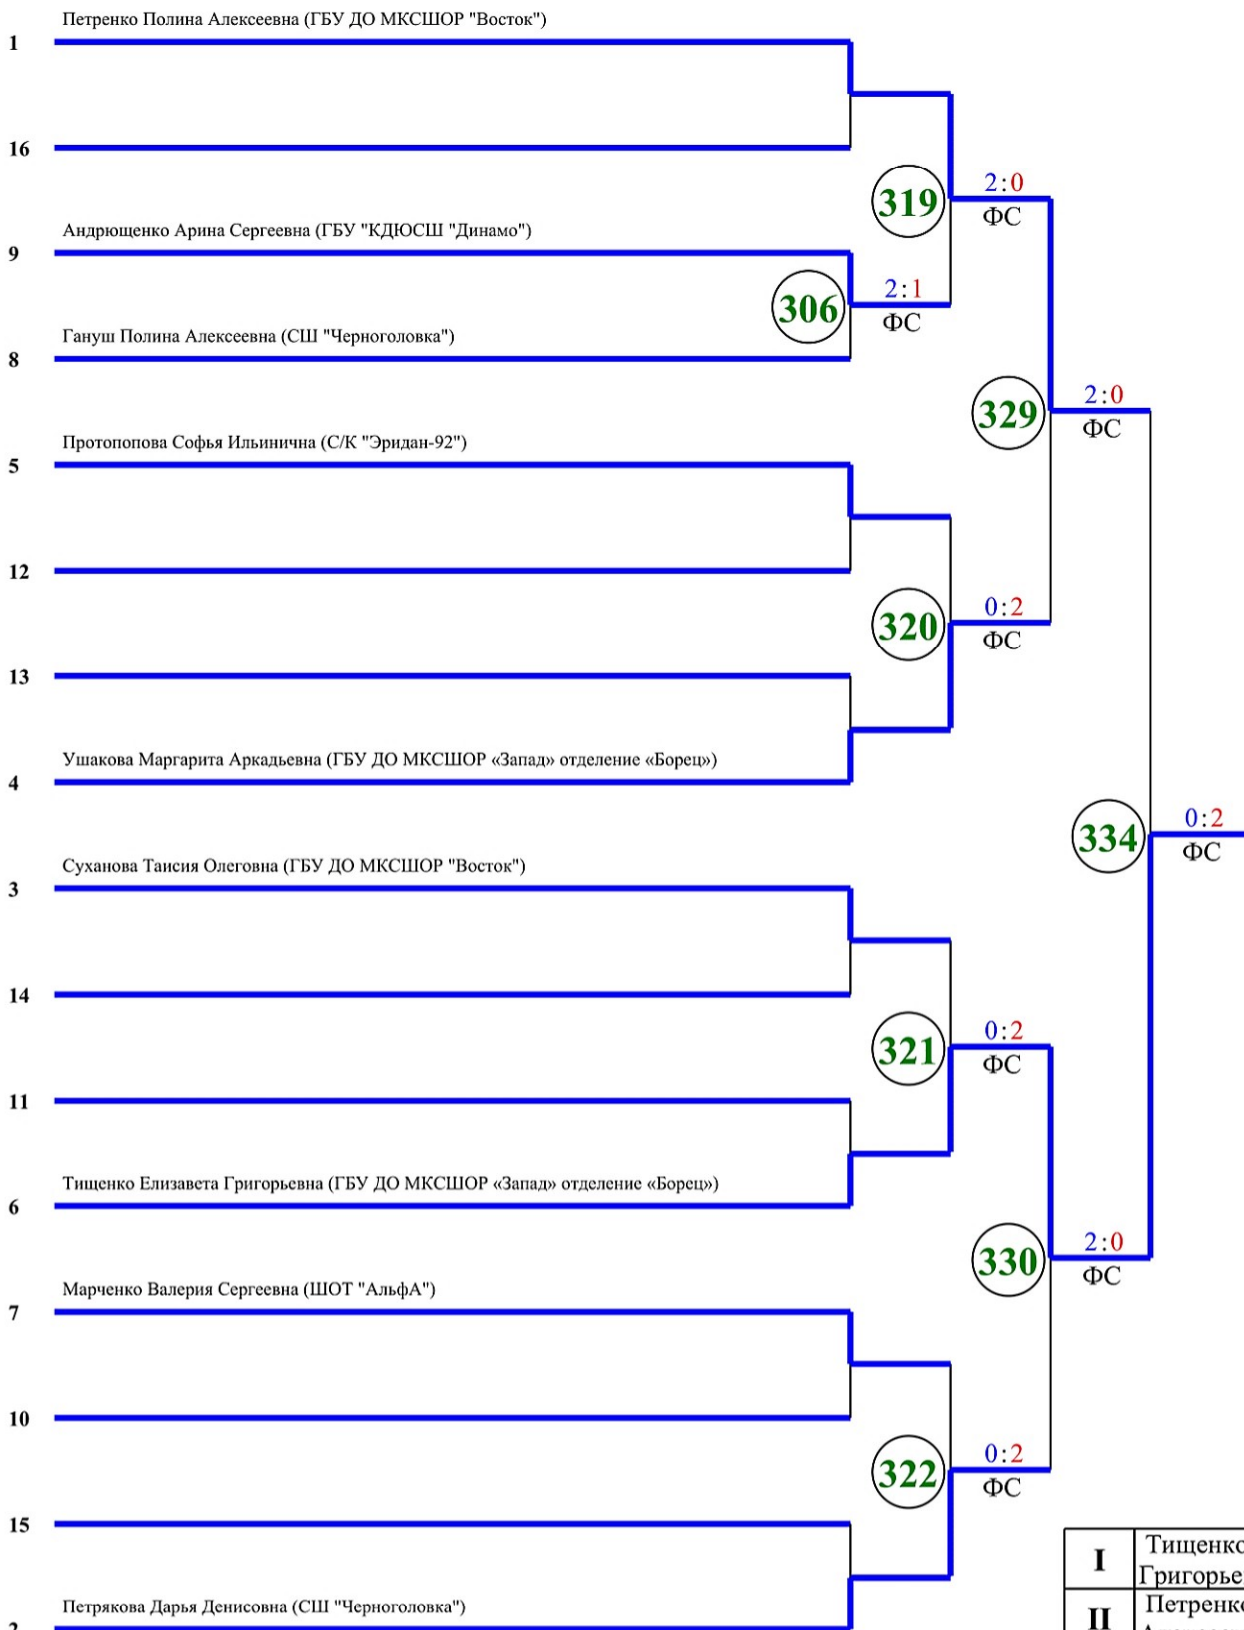 Петренко Полина Алексеевна (ГБУ ДО МКСШОР "Восток")
1
16
319
2:0
ФС
Андрющенко Арина Сергеевна (ГБУ "КДЮСШ "Динамо")
9
306
2:1
ФС
Гануш Полина Алексеевна (СШ "Черноголовка")
8
329
2:0
ФС
Протопопова Софья Ильинична (С/К "Эридан-92")
5
12
320
0:2
ФС
13
Ушакова Маргарита Аркадьевна (ГБУ ДО МКСШОР «Запад» отделение «Борец»)
4
334
0:2
ФС
Суханова Таисия Олеговна (ГБУ ДО МКСШОР "Восток")
3
14
321
0:2
ФС
11
Тищенко Елизавета Григорьевна (ГБУ ДО МКСШОР «Запад» отделение «Борец»)
6
330
2:0
ФС
Марченко Валерия Сергеевна (ШОТ "АльфА")
7
10
322
0:2
ФС
15
Петрякова Дарья Денисовна (СШ "Черноголовка")
I
Тищенко
Григорье
II
Петренко